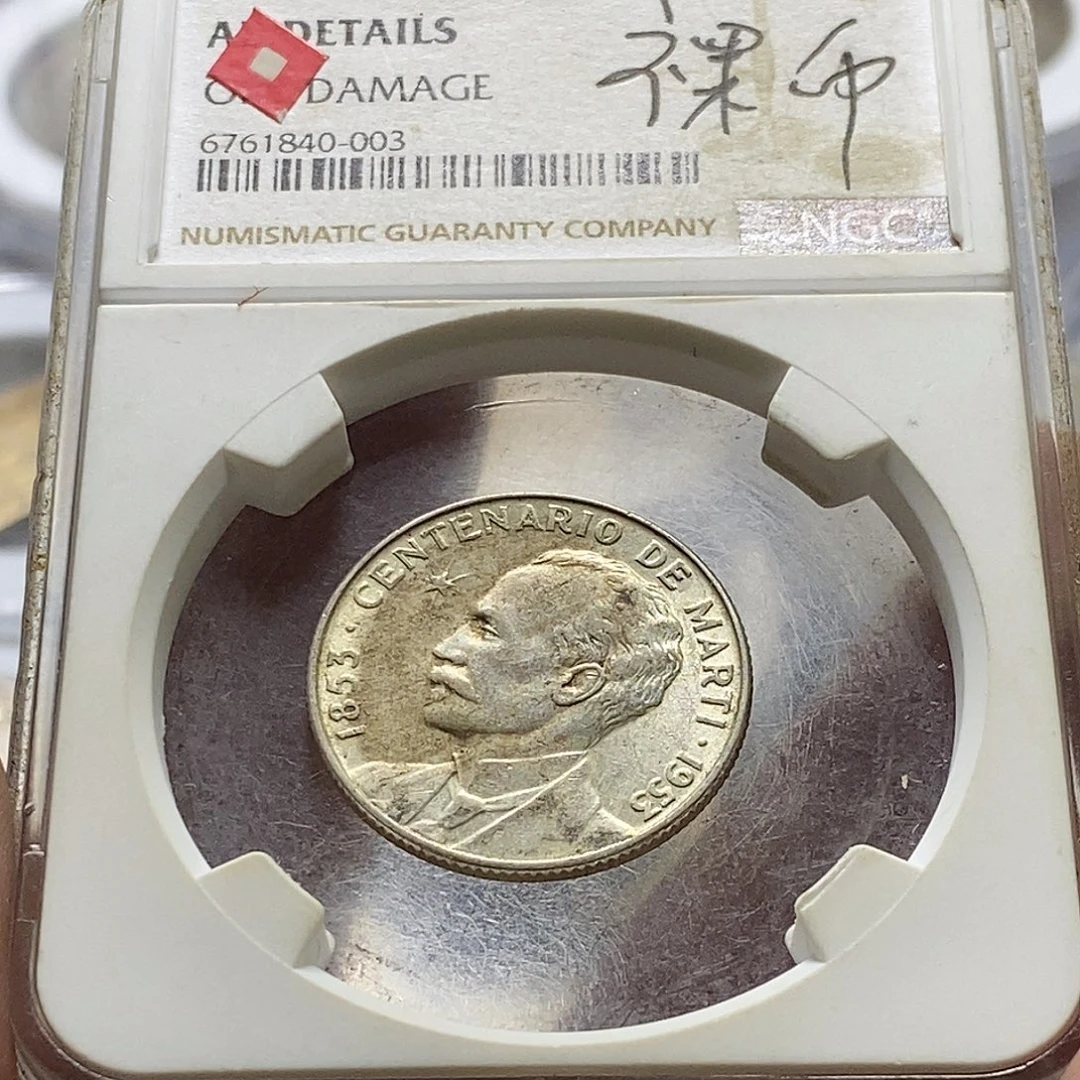 DETAILS
DAMAGE
裸币
6761840-003
NUMISMATIC GUARANTY COMPANY
NGC
1853 · CENTENARIO DE MARTI · 1953